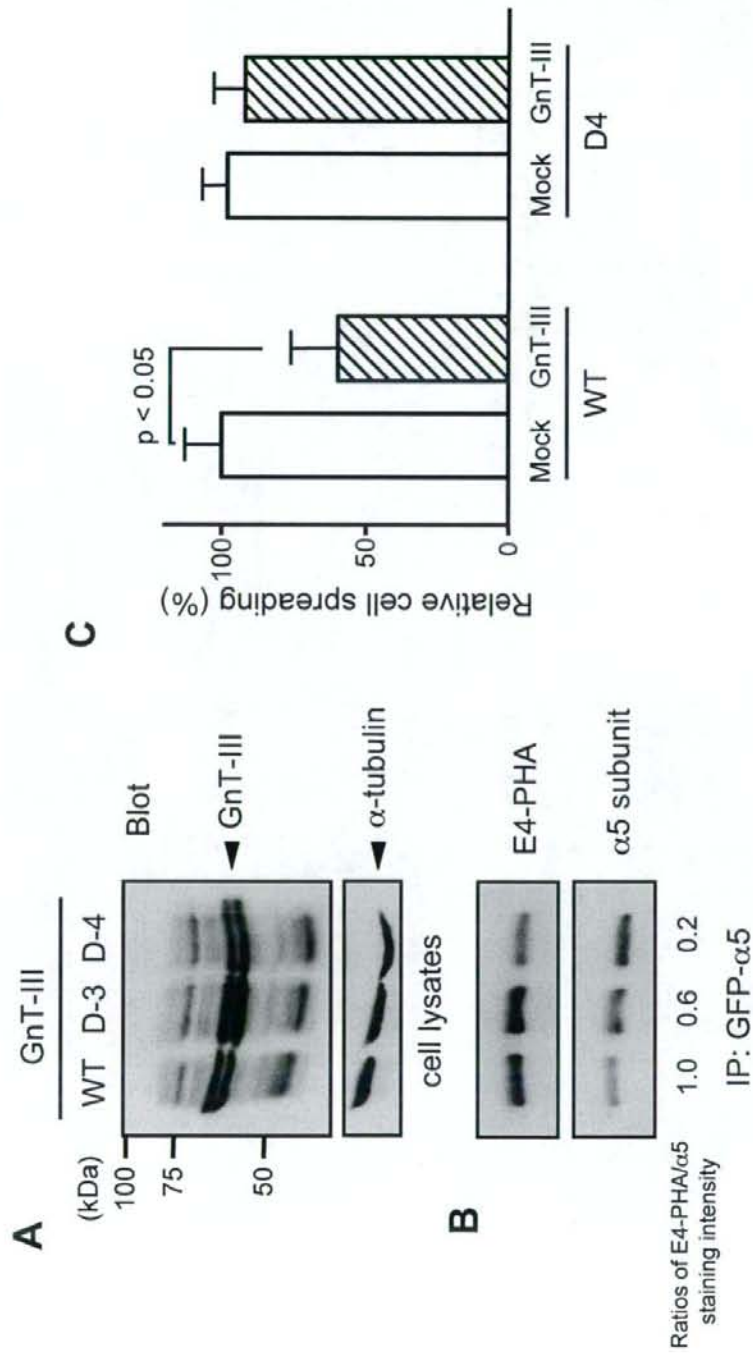 A
GnT-III
(kDa)
WT D-3 D-4
Blot
100
75
50
GnT-III
α-tubulin
cell lysates
B
E4-PHA
α5 subunit
Ratios of E4-PHA/α5
staining intensity
1.0 0.6 0.2
IP: GFP-α5
C
Relative cell spreading (%)
100
50
0
p < 0.05
Mock GnT-III Mock GnT-III
WT D4